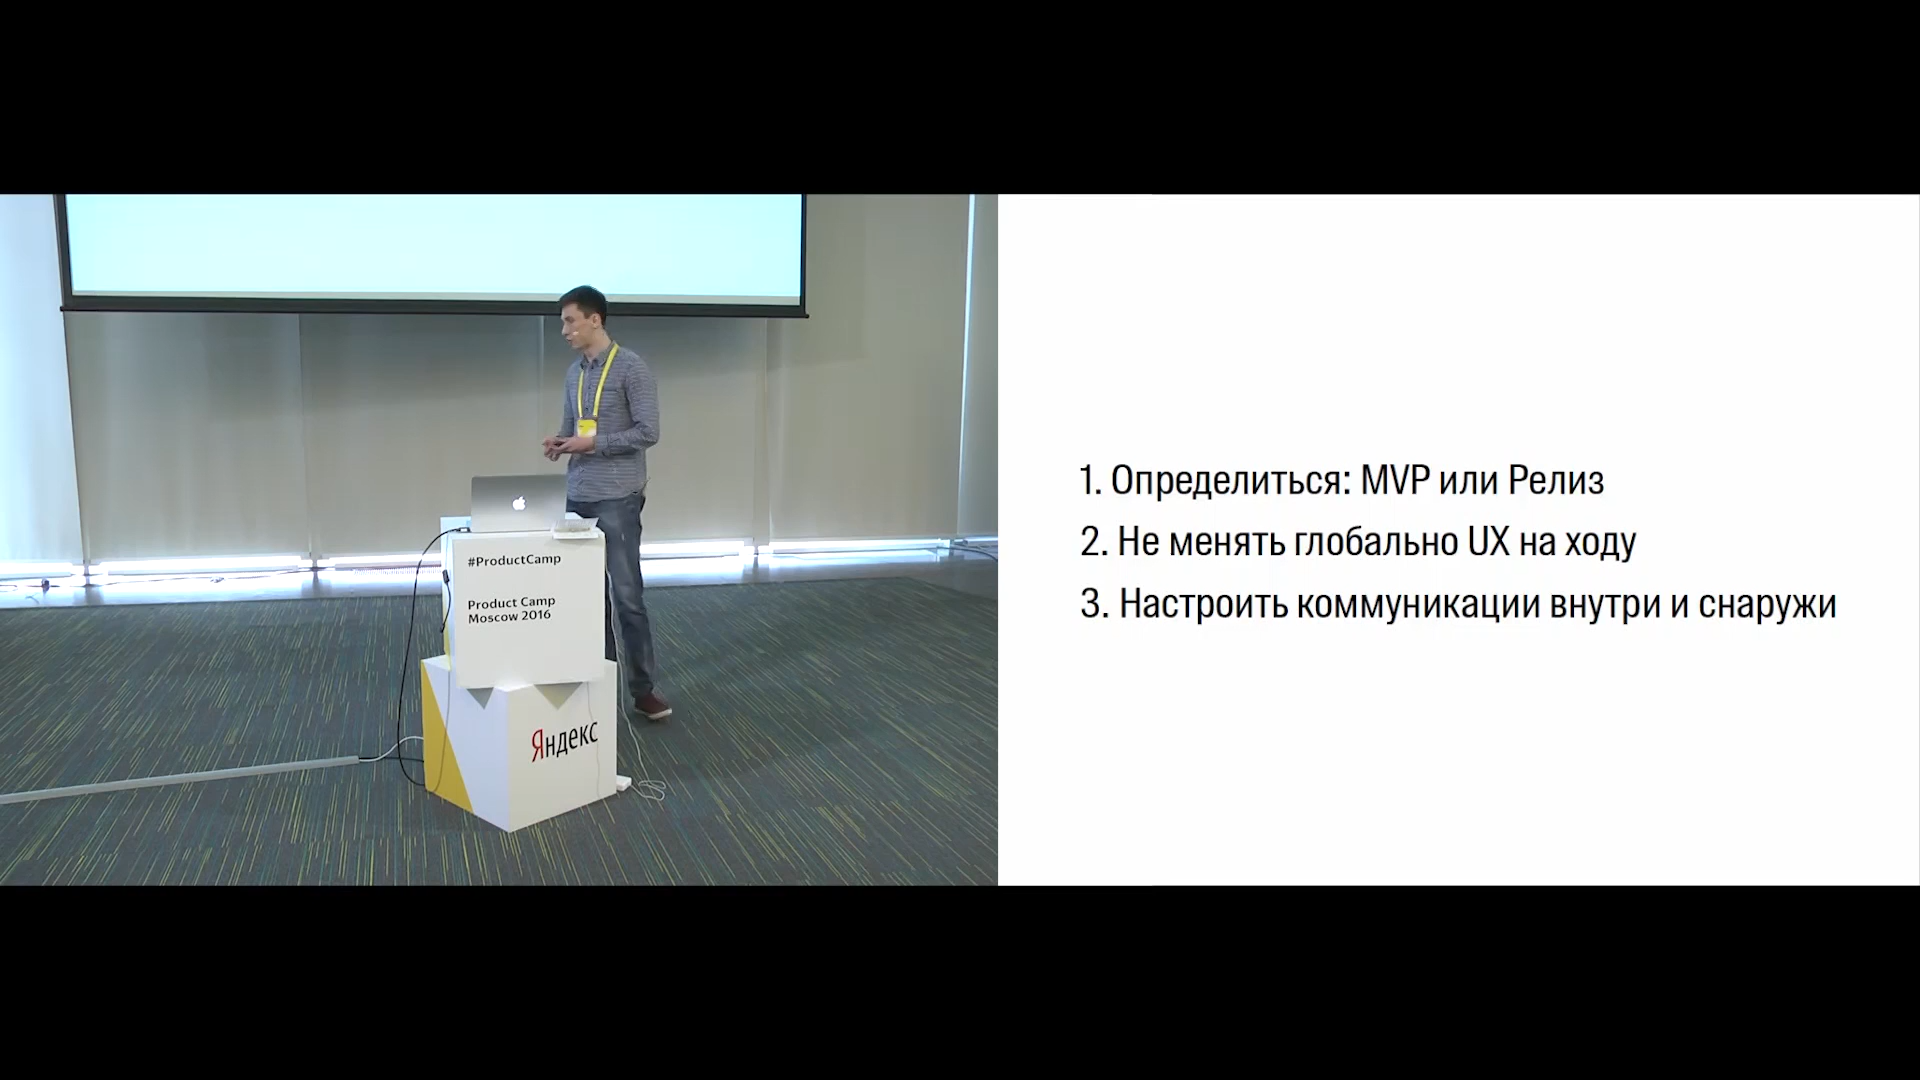 #ProductCamp
Product Camp
Moscow 2016
Яндекс
1. Определиться: MVP или Релиз
2. Не менять глобально UX на ходу
3. Настроить коммуникации внутри и снаружи